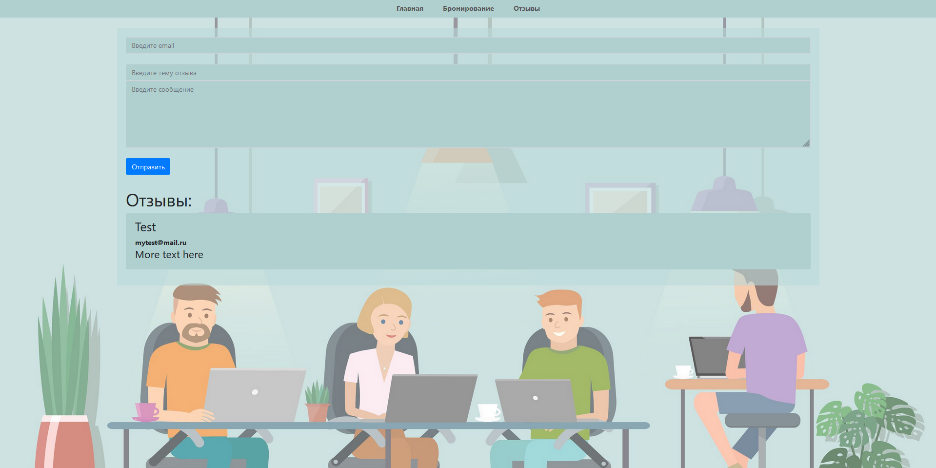 Главная Бронирование Отзывы
Введите email
Введите тему отзыва
Введите сообщение
Отправить
Отзывы:
Test
mytest@mail.ru
More text here